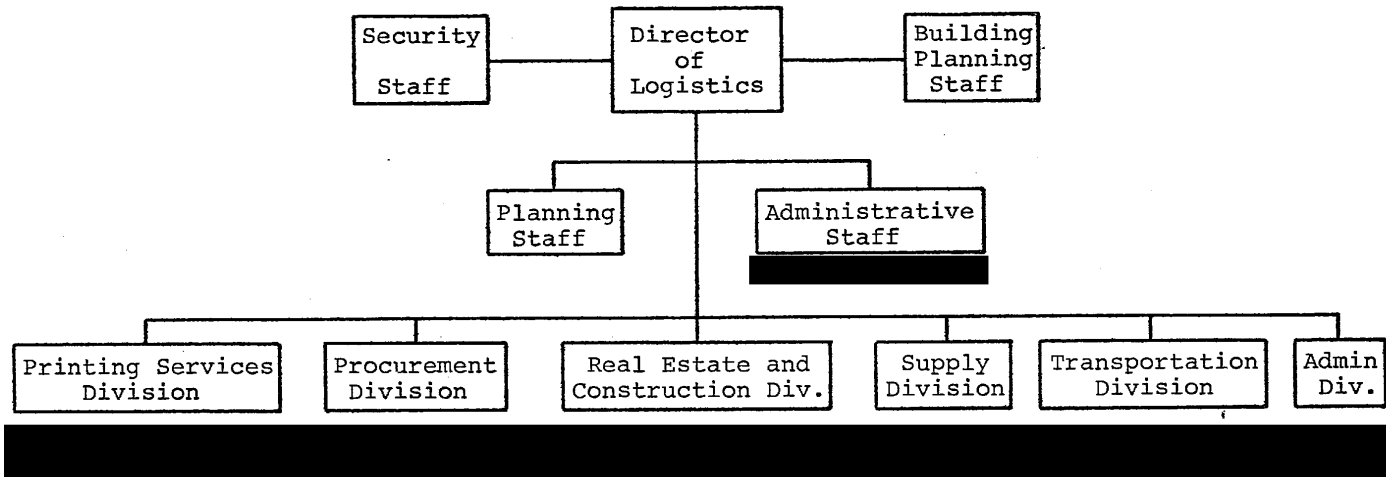 Security
Staff
Director
of
Logistics
Building
Planning
Staff
Planning
Staff
Administrative
Staff
Printing Services
Division
Procurement
Division
Real Estate and
Construction Div.
Supply
Division
Transportation
Division
Admin
Div.